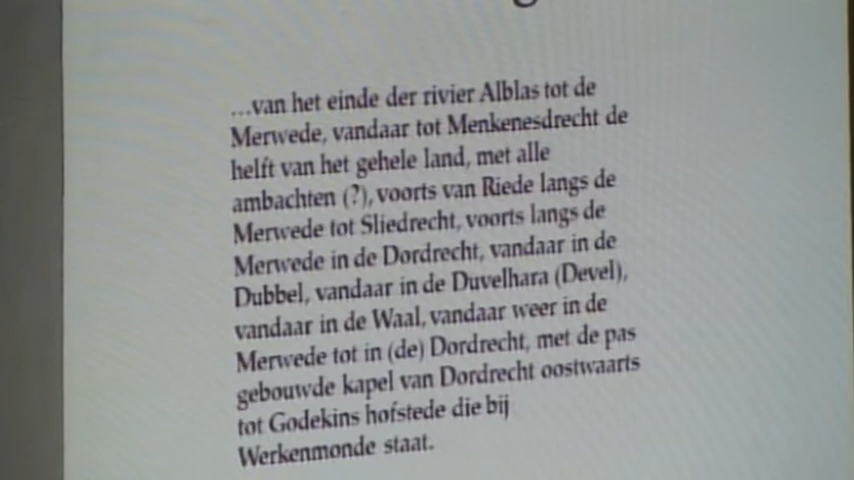 ...van het einde der rivier Alblas tot de
Merwede, vandaar tot Menkenesdrecht de
helft van het gehele land, met alle
ambachten (?), voorts van Riede langs de
Merwede tot Sliedrecht, voorts langs de
Merwede in de Dordrecht, vandaar in de
Dubbel, vandaar in de Duvelhara (Devel),
vandaar in de Waal, vandaar weer in de
Merwede tot in (de) Dordrecht, met de pas
gebouwde kapel van Dordrecht oostwaarts
tot Godekins hofstede die bij
Werkenmonde staat.